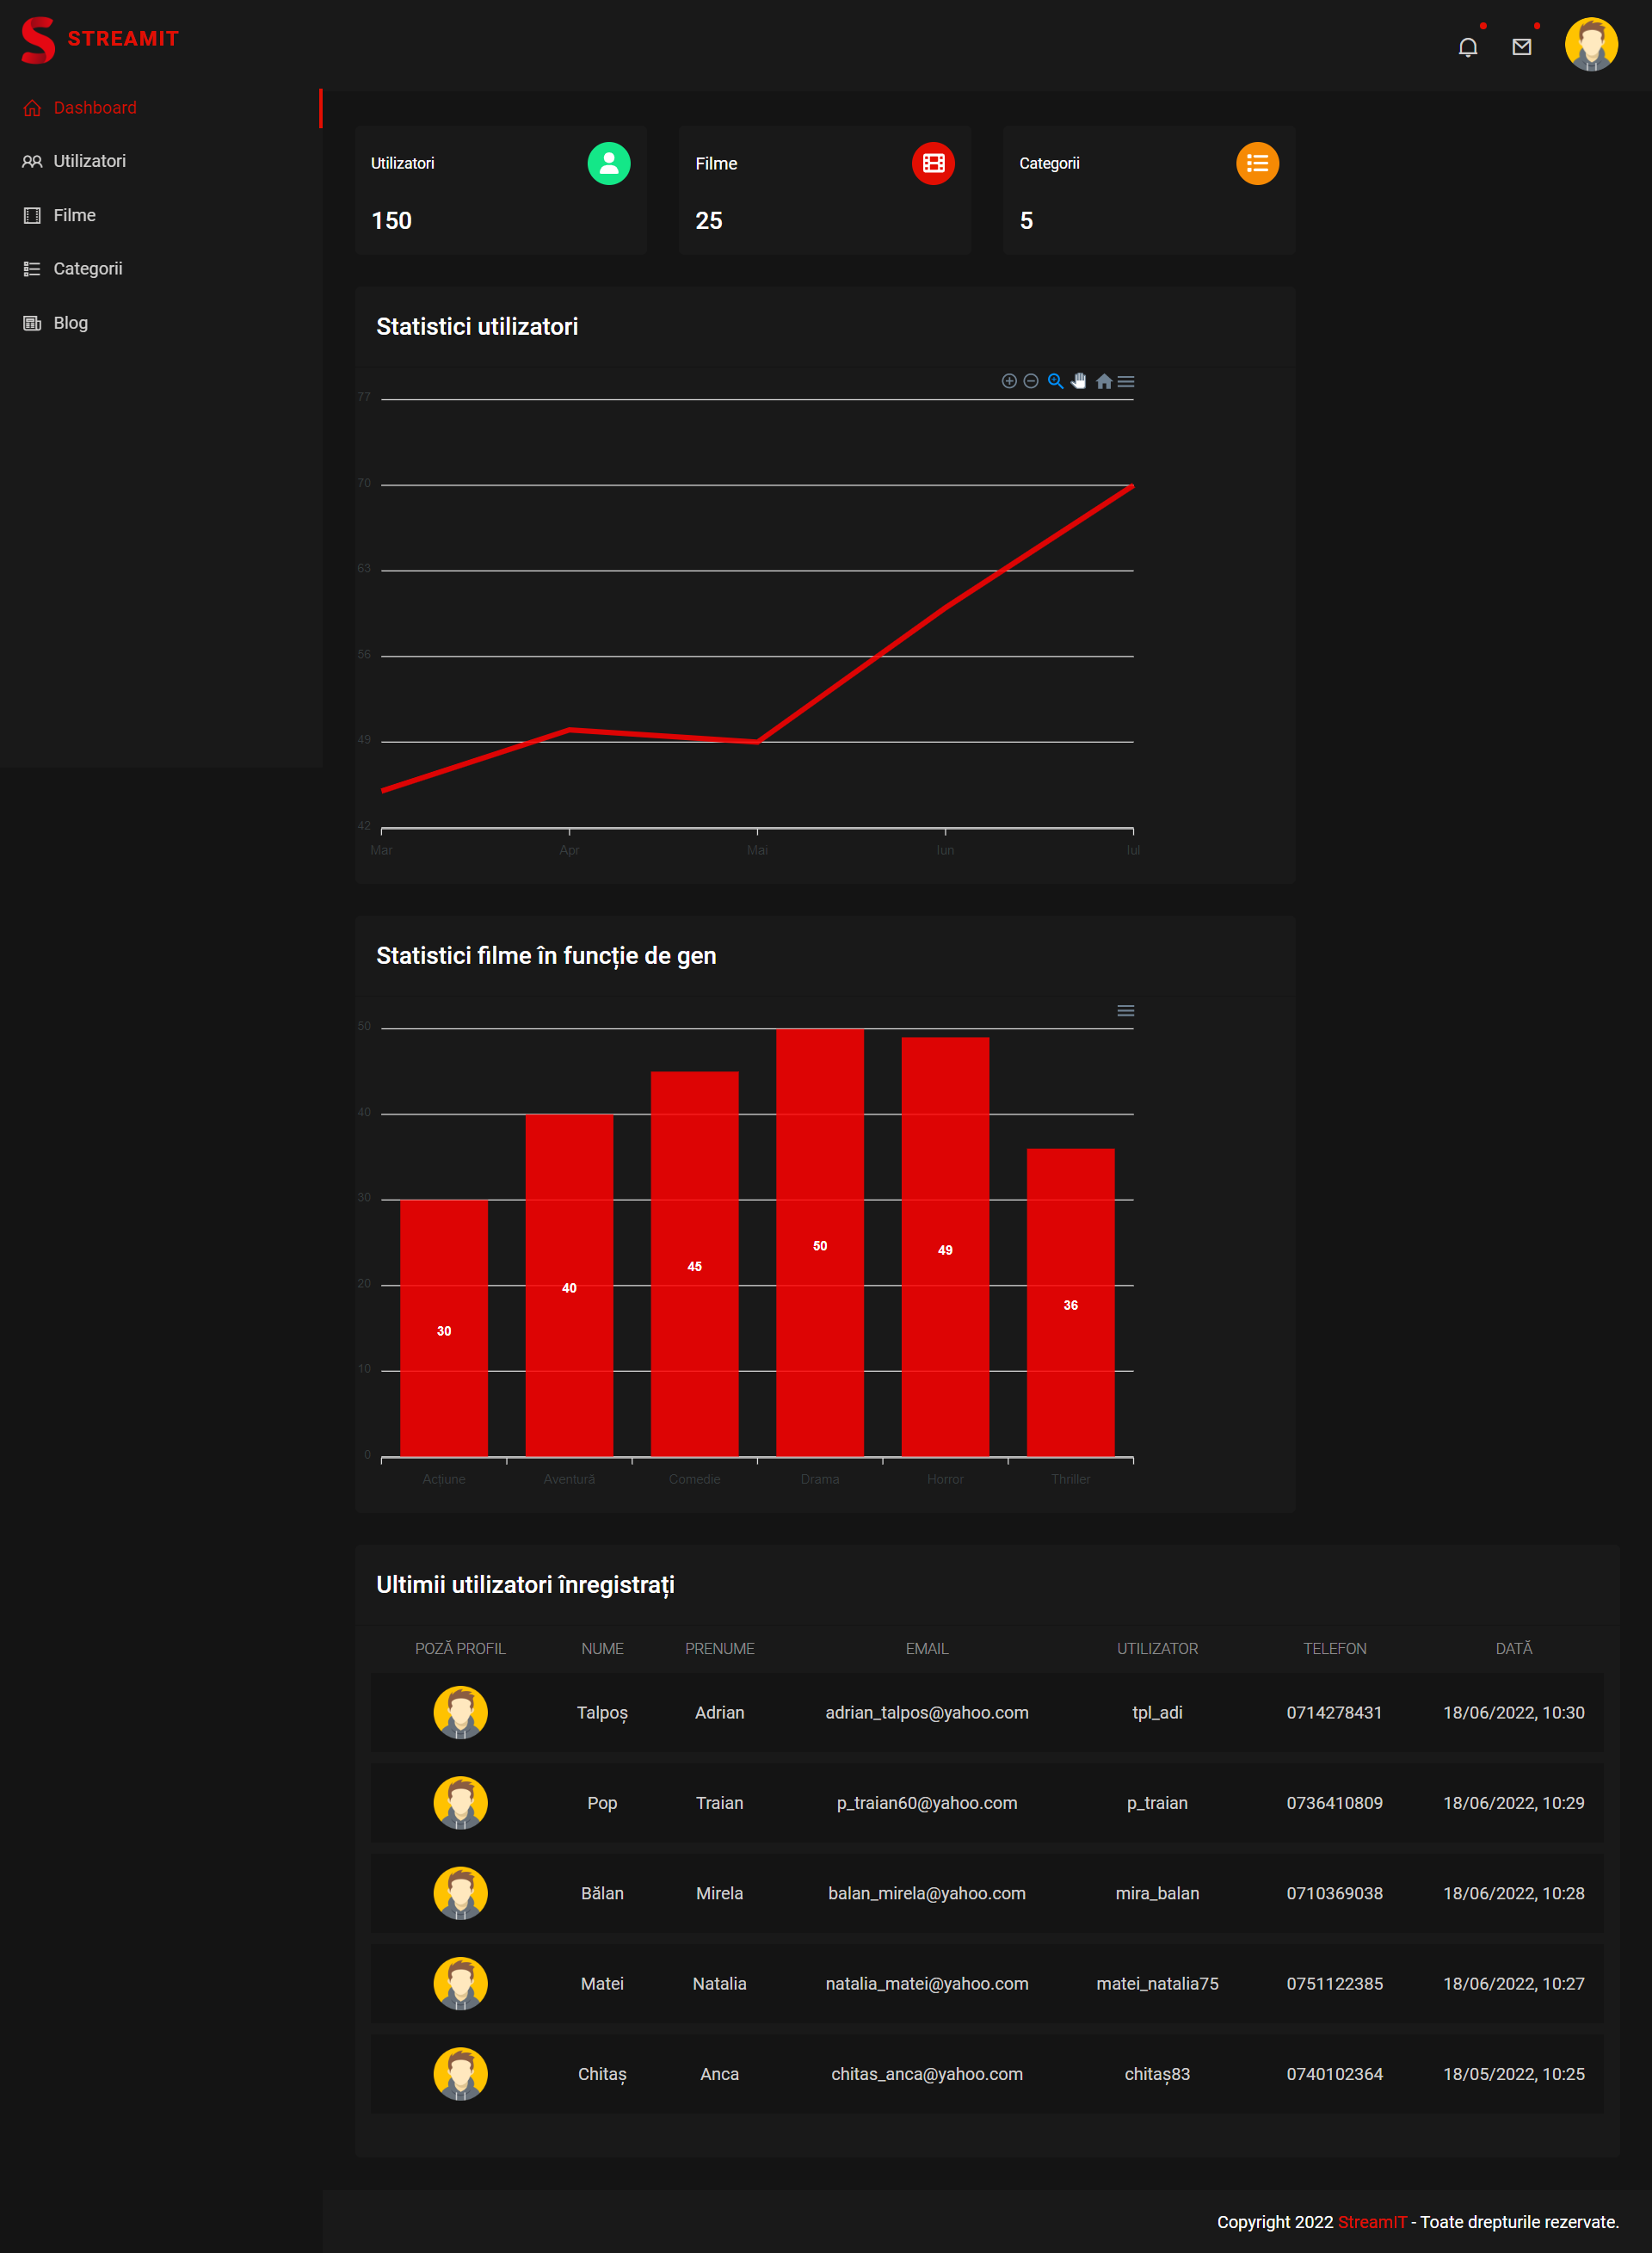 STREAMIT
Dashboard
Utilizatori
Filme
Categorii
Blog
Utilizatori
150
Filme
25
Categorii
5
Statistici utilizatori
77
70
63
56
49
42
Mar Apr Mai Iun Iul
Statistici filme în funcție de gen
50
40
30
20
10
0
30 40 45 50 49 36
Acțiune Aventură Comedie Drama Horror Thriller
Ultimii utilizatori înregistrați
POZĂ PROFIL NUME PRENUME EMAIL UTILIZATOR TELEFON DATĂ
Talpoș Adrian adrian_talpos@yahoo.com tpl_adi 0714278431 18/06/2022, 10:30
Pop Traian p_traian60@yahoo.com p_traian 0736410809 18/06/2022, 10:29
Bălan Mirela balan_mirela@yahoo.com mira_balan 0710369038 18/06/2022, 10:28
Matei Natalia natalia_matei@yahoo.com matei_natalia75 0751122385 18/06/2022, 10:27
Chitaș Anca chitas_anca@yahoo.com chitaș83 0740102364 18/05/2022, 10:25
Copyright 2022 StreamIT - Toate drepturile rezervate.